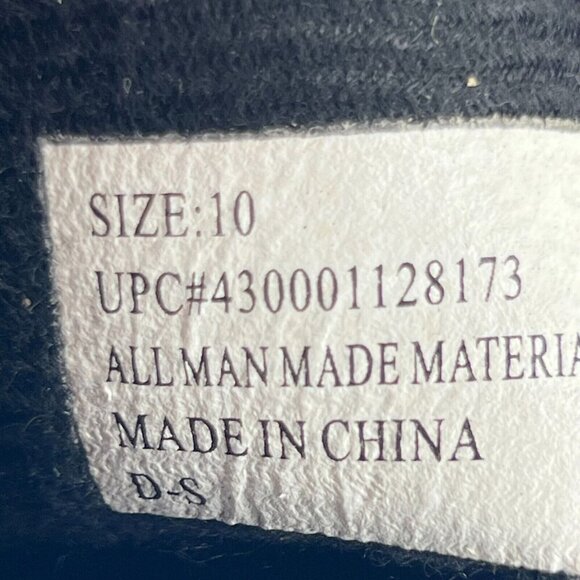 SIZE:10
UPC#430001128173
ALL MAN MADE MATERIA
MADE IN CHINA
D-S